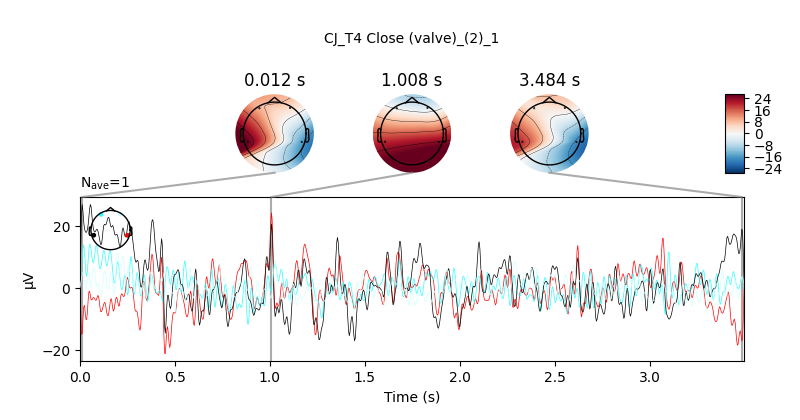 CJ_T4 Close (valve)_(2)_1
0.012 s 1.008 s 3.484 s
24
16
8
0
−8
−16
−24
Nave=1
20
0
−20
µV
0.0 0.5 1.0 1.5 2.0 2.5 3.0
Time (s)